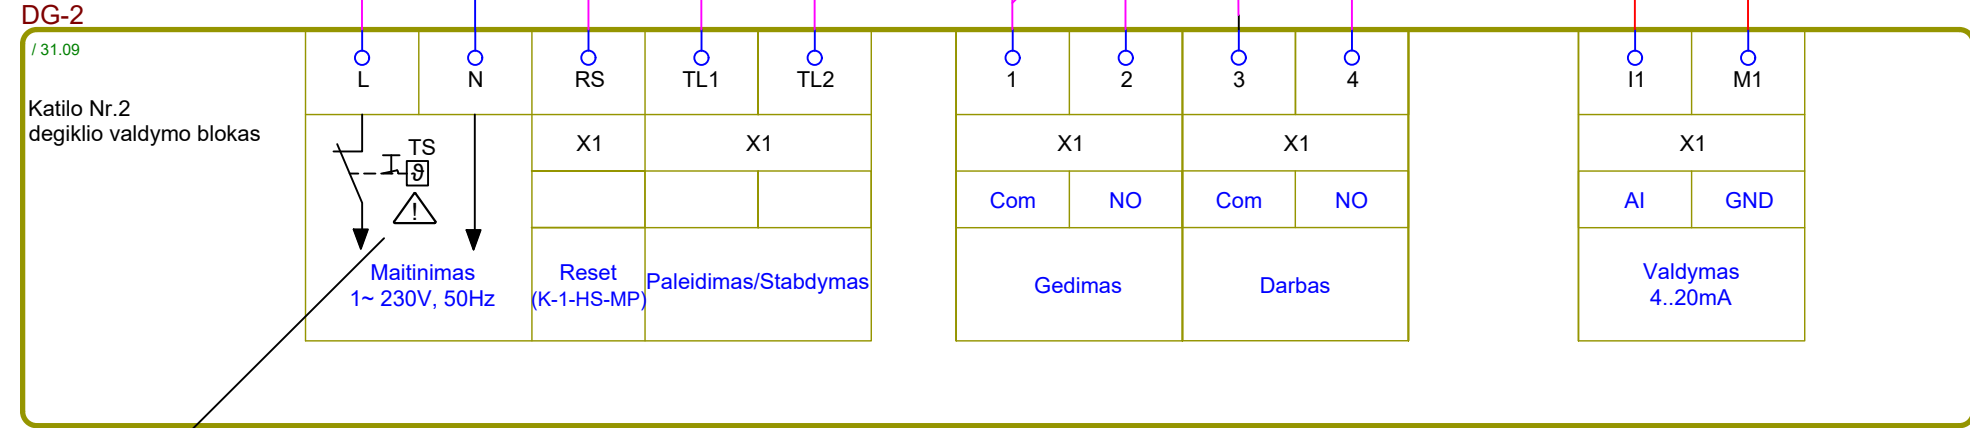 DG-2
/ 31.09
Katilo Nr.2
degiklio valdymo blokas
L N RS TL1 TL2 1 2 3 4 I1 M1
TS
ϑ
!
X1 X1 X1 X1 X1
Com NO Com NO AI GND
Maitinimas
1~ 230V, 50Hz
Reset
(K-1-HS-MP)
Paleidimas/Stabdymas
Gedimas
Darbas
Valdymas
4..20mA